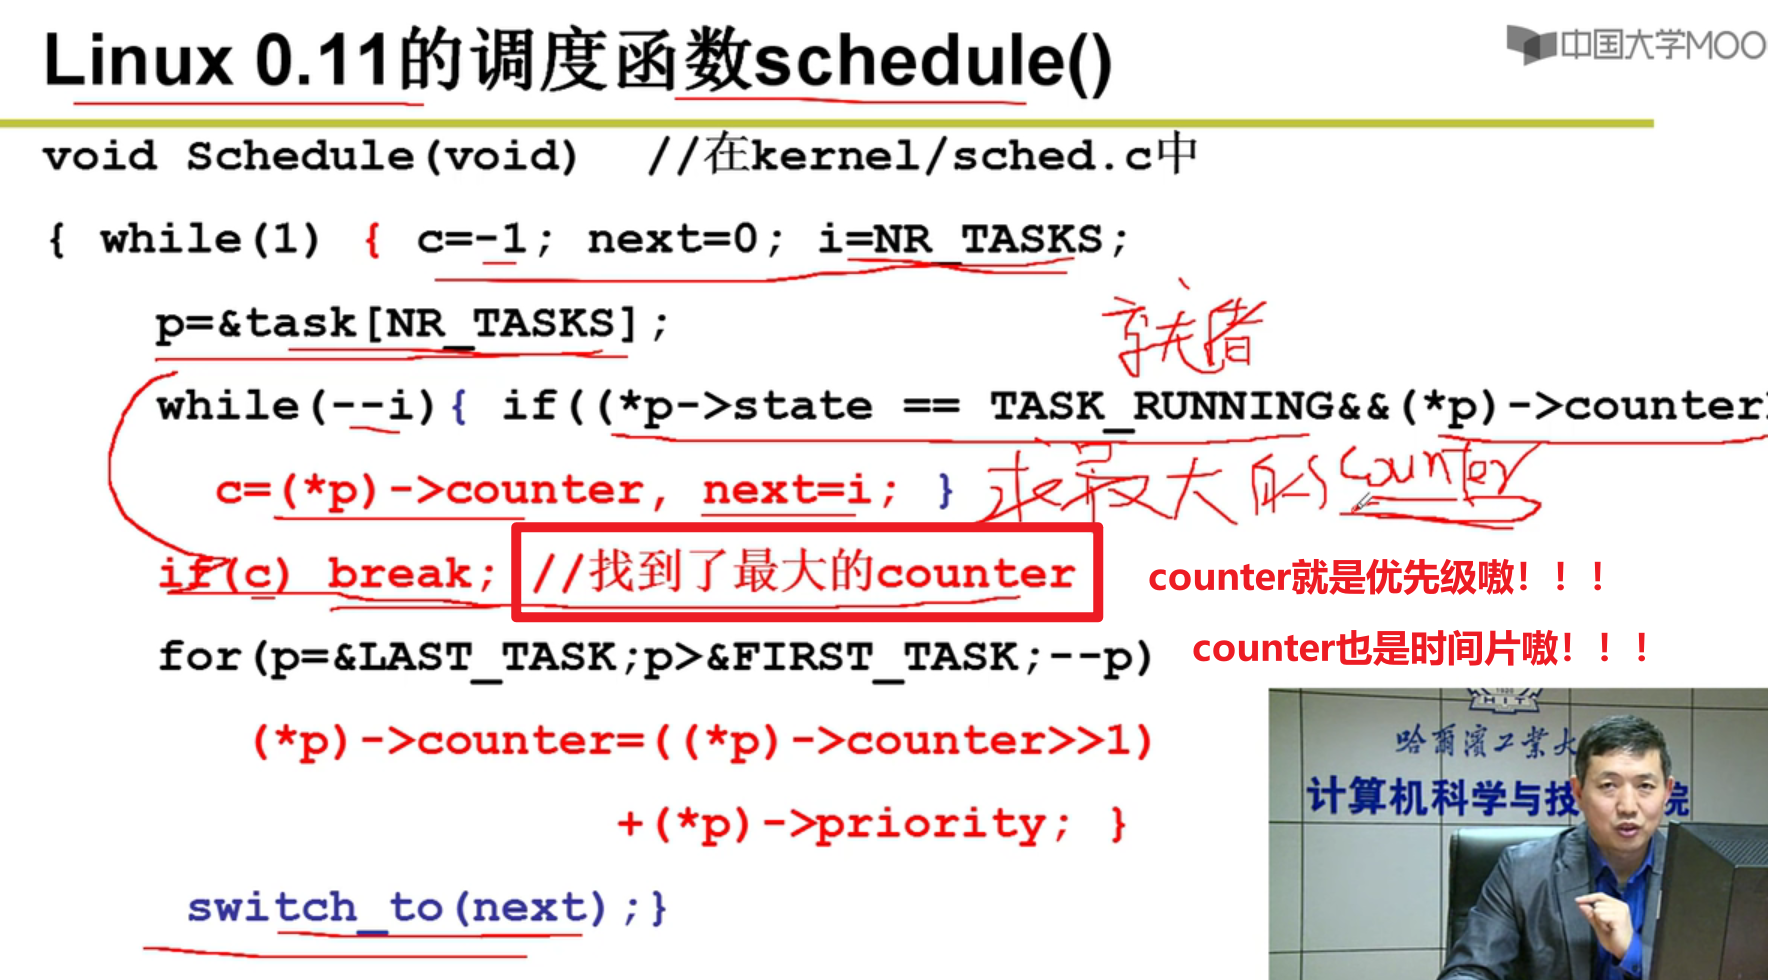 Linux 0.11的调度函数schedule()
中国大学MOO
void Schedule(void) //在kernel/sched.c中
{ while(1) { c=-1; next=0; i=NR_TASKS;
p=&task[NR_TASKS];
就绪
while(--i){ if((*p->state == TASK_RUNNING&&(*p)->counter>
c=(*p)->counter, next=i; } 求最大的counter
if(c) break; //找到了最大的counter
counter就是优先级嗷！！！
for(p=&LAST_TASK;p>&FIRST_TASK;--p)
counter也是时间片嗷！！！
(*p)->counter=((*p)->counter>>1)
+(*p)->priority; }
switch_to(next);}
HIT
哈爾濱工業大
计算机科学与技 院